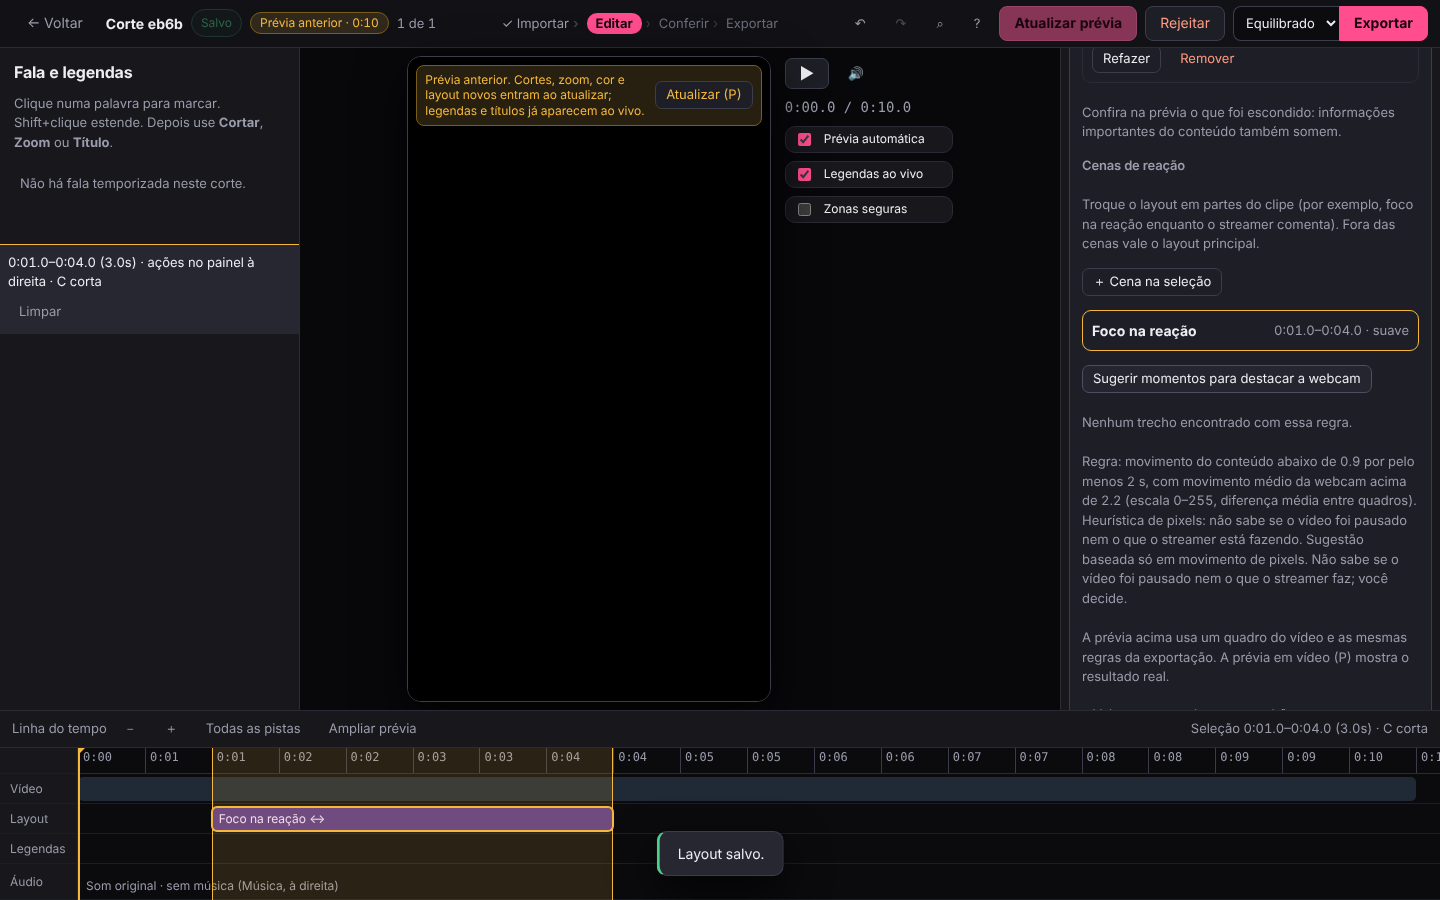 ← Voltar
Corte eb6b
Salvo
Prévia anterior · 0:10
1 de 1
✓ Importar ›
Editar
› Conferir ›
Exportar
?
Atualizar prévia
Rejeitar
Equilibrado
Exportar
Fala e legendas
Clique numa palavra para marcar.
Shift+clique estende. Depois use Cortar,
Zoom ou Título.
Não há fala temporizada neste corte.
0:01.0–0:04.0 (3.0s) · ações no painel à
direita · C corta
Limpar
Prévia anterior. Cortes, zoom, cor e
layout novos entram ao atualizar;
legendas e títulos já aparecem ao vivo.
Atualizar (P)
0:00.0 / 0:10.0
Prévia automática
Legendas ao vivo
Zonas seguras
Refazer
Remover
Confira na prévia o que foi escondido: informações
importantes do conteúdo também somem.
Cenas de reação
Troque o layout em partes do clipe (por exemplo, foco
na reação enquanto o streamer comenta). Fora das
cenas vale o layout principal.
+ Cena na seleção
Foco na reação
0:01.0–0:04.0 · suave
Sugerir momentos para destacar a webcam
Nenhum trecho encontrado com essa regra.
Regra: movimento do conteúdo abaixo de 0.9 por pelo
menos 2 s, com movimento médio da webcam acima
de 2.2 (escala 0–255, diferença média entre quadros).
Heurística de pixels: não sabe se o vídeo foi pausado
nem o que o streamer está fazendo. Sugestão
baseada só em movimento de pixels. Não sabe se o
vídeo foi pausado nem o que o streamer faz; você
decide.
A prévia acima usa um quadro do vídeo e as mesmas
regras da exportação. A prévia em vídeo (P) mostra o
resultado real.
Linha do tempo
−
+
Todas as pistas
Ampliar prévia
Seleção 0:01.0–0:04.0 (3.0s) · C corta
0:00 0:01 0:01 0:02 0:02 0:03 0:03 0:04 0:04 0:05 0:05 0:06 0:06 0:07 0:07 0:08 0:08 0:09 0:09 0:10
Vídeo
Layout
Foco na reação ↔
Legendas
Layout salvo.
Áudio
Som original · sem música (Música, à direita)